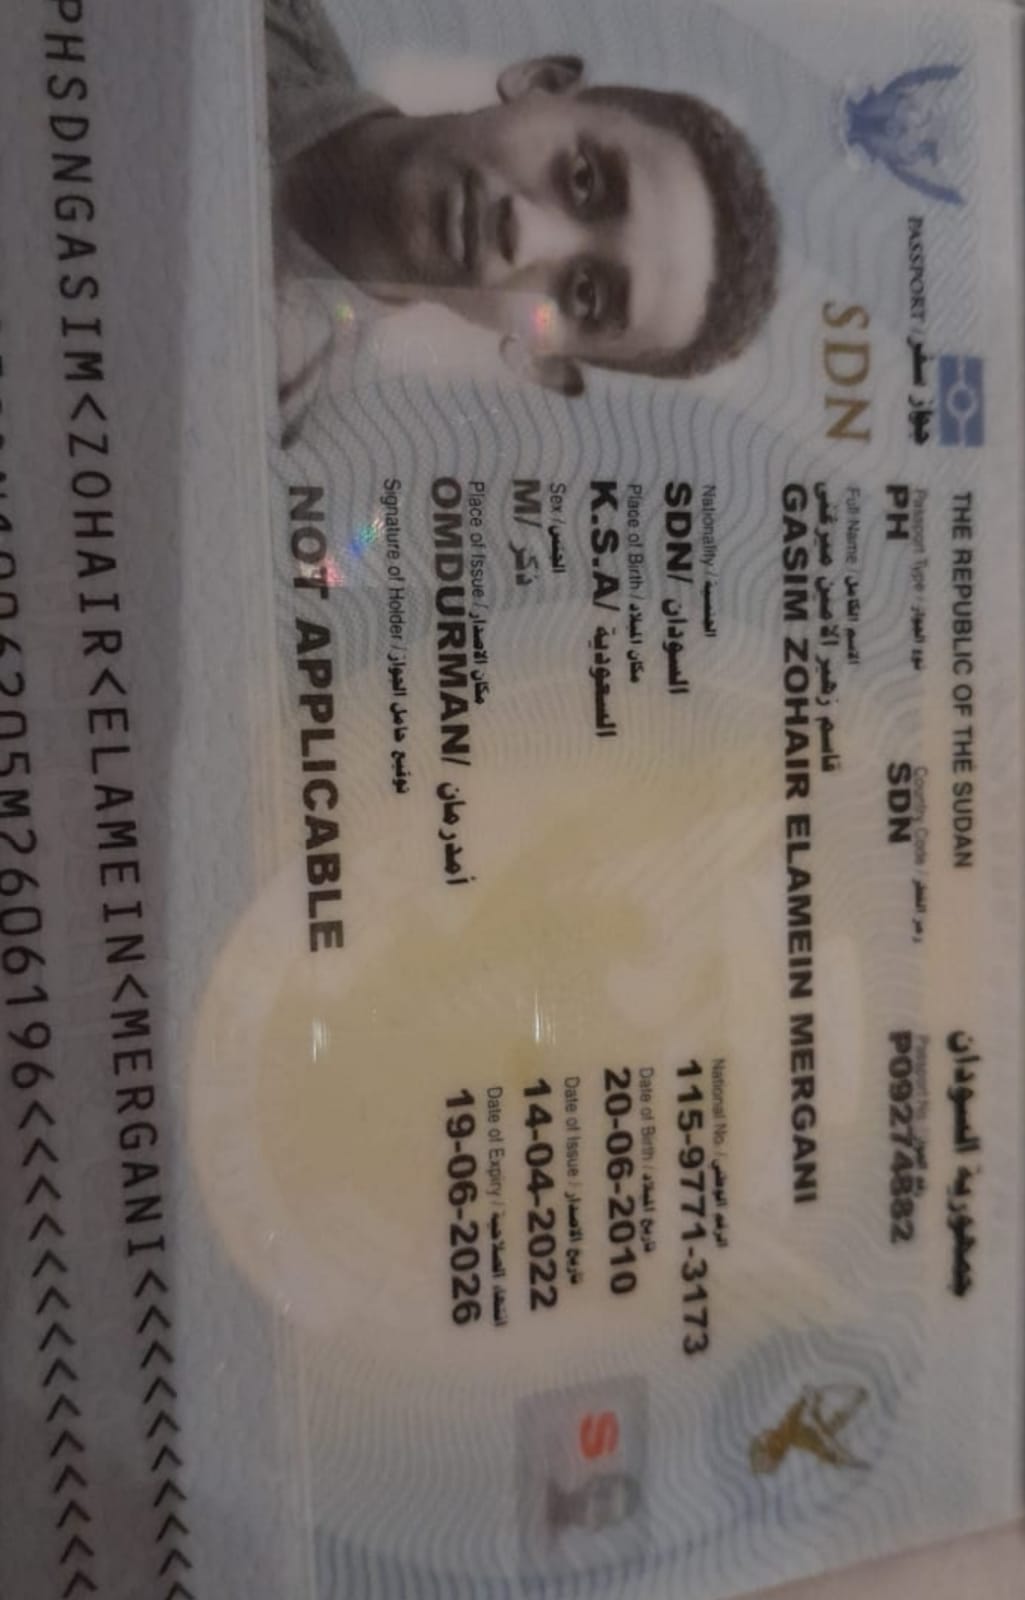 THE REPUBLIC OF THE SUDAN جمهورية السودان
PASSPORT / جواز سفر
Passport Type / نوع الجواز Country Code / رمز القطر Passport No. / رقم الجواز
PH SDN P09274882
SDN
Full Name / الاسم الكامل
قاسم زهير الامين ميرغنى
GASIM ZOHAIR ELAMEIN MERGANI
Nationality / الجنسية National No. / الرقم الوطني
SDN/ السودان 115-9771-3173
Place of Birth / مكان الميلاد Date of Birth / تاريخ الميلاد
K.S.A/ السعودية 20-06-2010
Sex / الجنس Date of Issue / تاريخ الاصدار
M/ ذكر 14-04-2022
Place of Issue / مكان الاصدار Date of Expiry / انتهاء الصلاحية
OMDURMAN/ أمدرمان 19-06-2026
S
Signature of Holder / توقيع حامل الجواز
NOT APPLICABLE
PHSDNGASIM<ZOHAIR<ELAMEIN<MERGANI<<<<<<<<<<
1006205M2606196<<<<<<<<<<<<<<